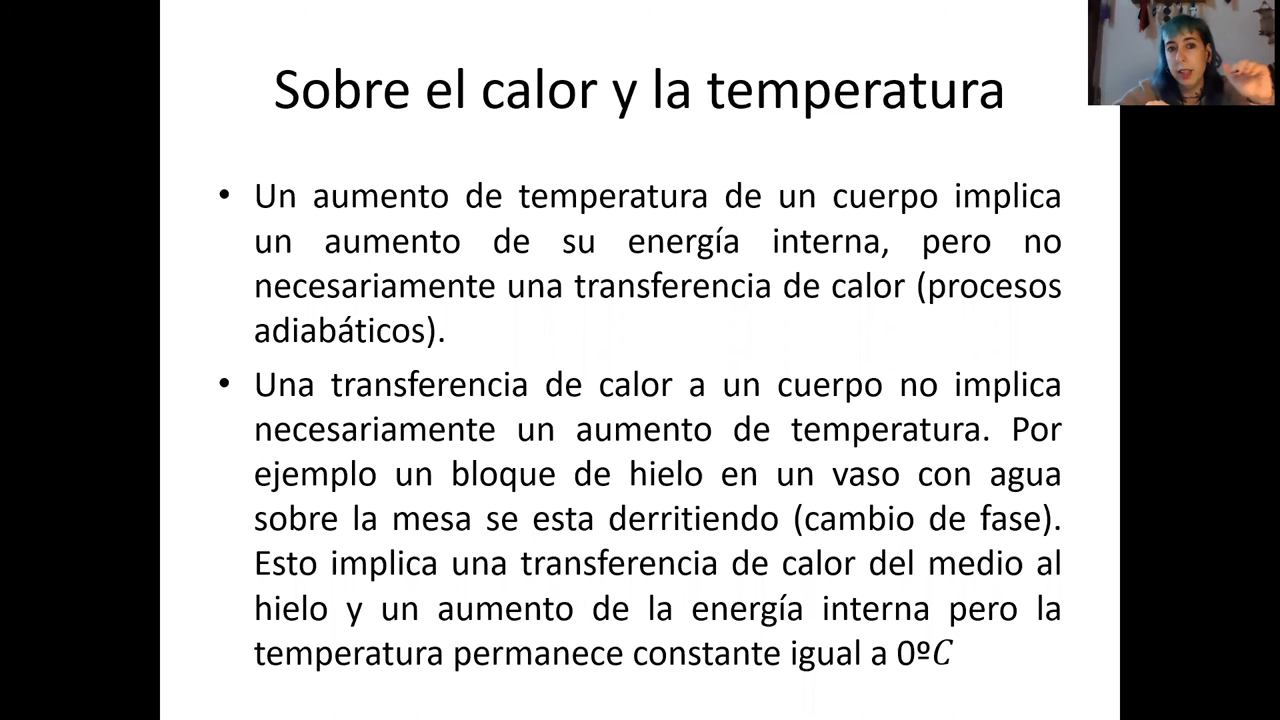 Sobre el calor y la temperatura
• Un aumento de temperatura de un cuerpo implica
un aumento de su energía interna, pero no
necesariamente una transferencia de calor (procesos
adiabáticos).
• Una transferencia de calor a un cuerpo no implica
necesariamente un aumento de temperatura. Por
ejemplo un bloque de hielo en un vaso con agua
sobre la mesa se esta derritiendo (cambio de fase).
Esto implica una transferencia de calor del medio al
hielo y un aumento de la energía interna pero la
temperatura permanece constante igual a 0ºC